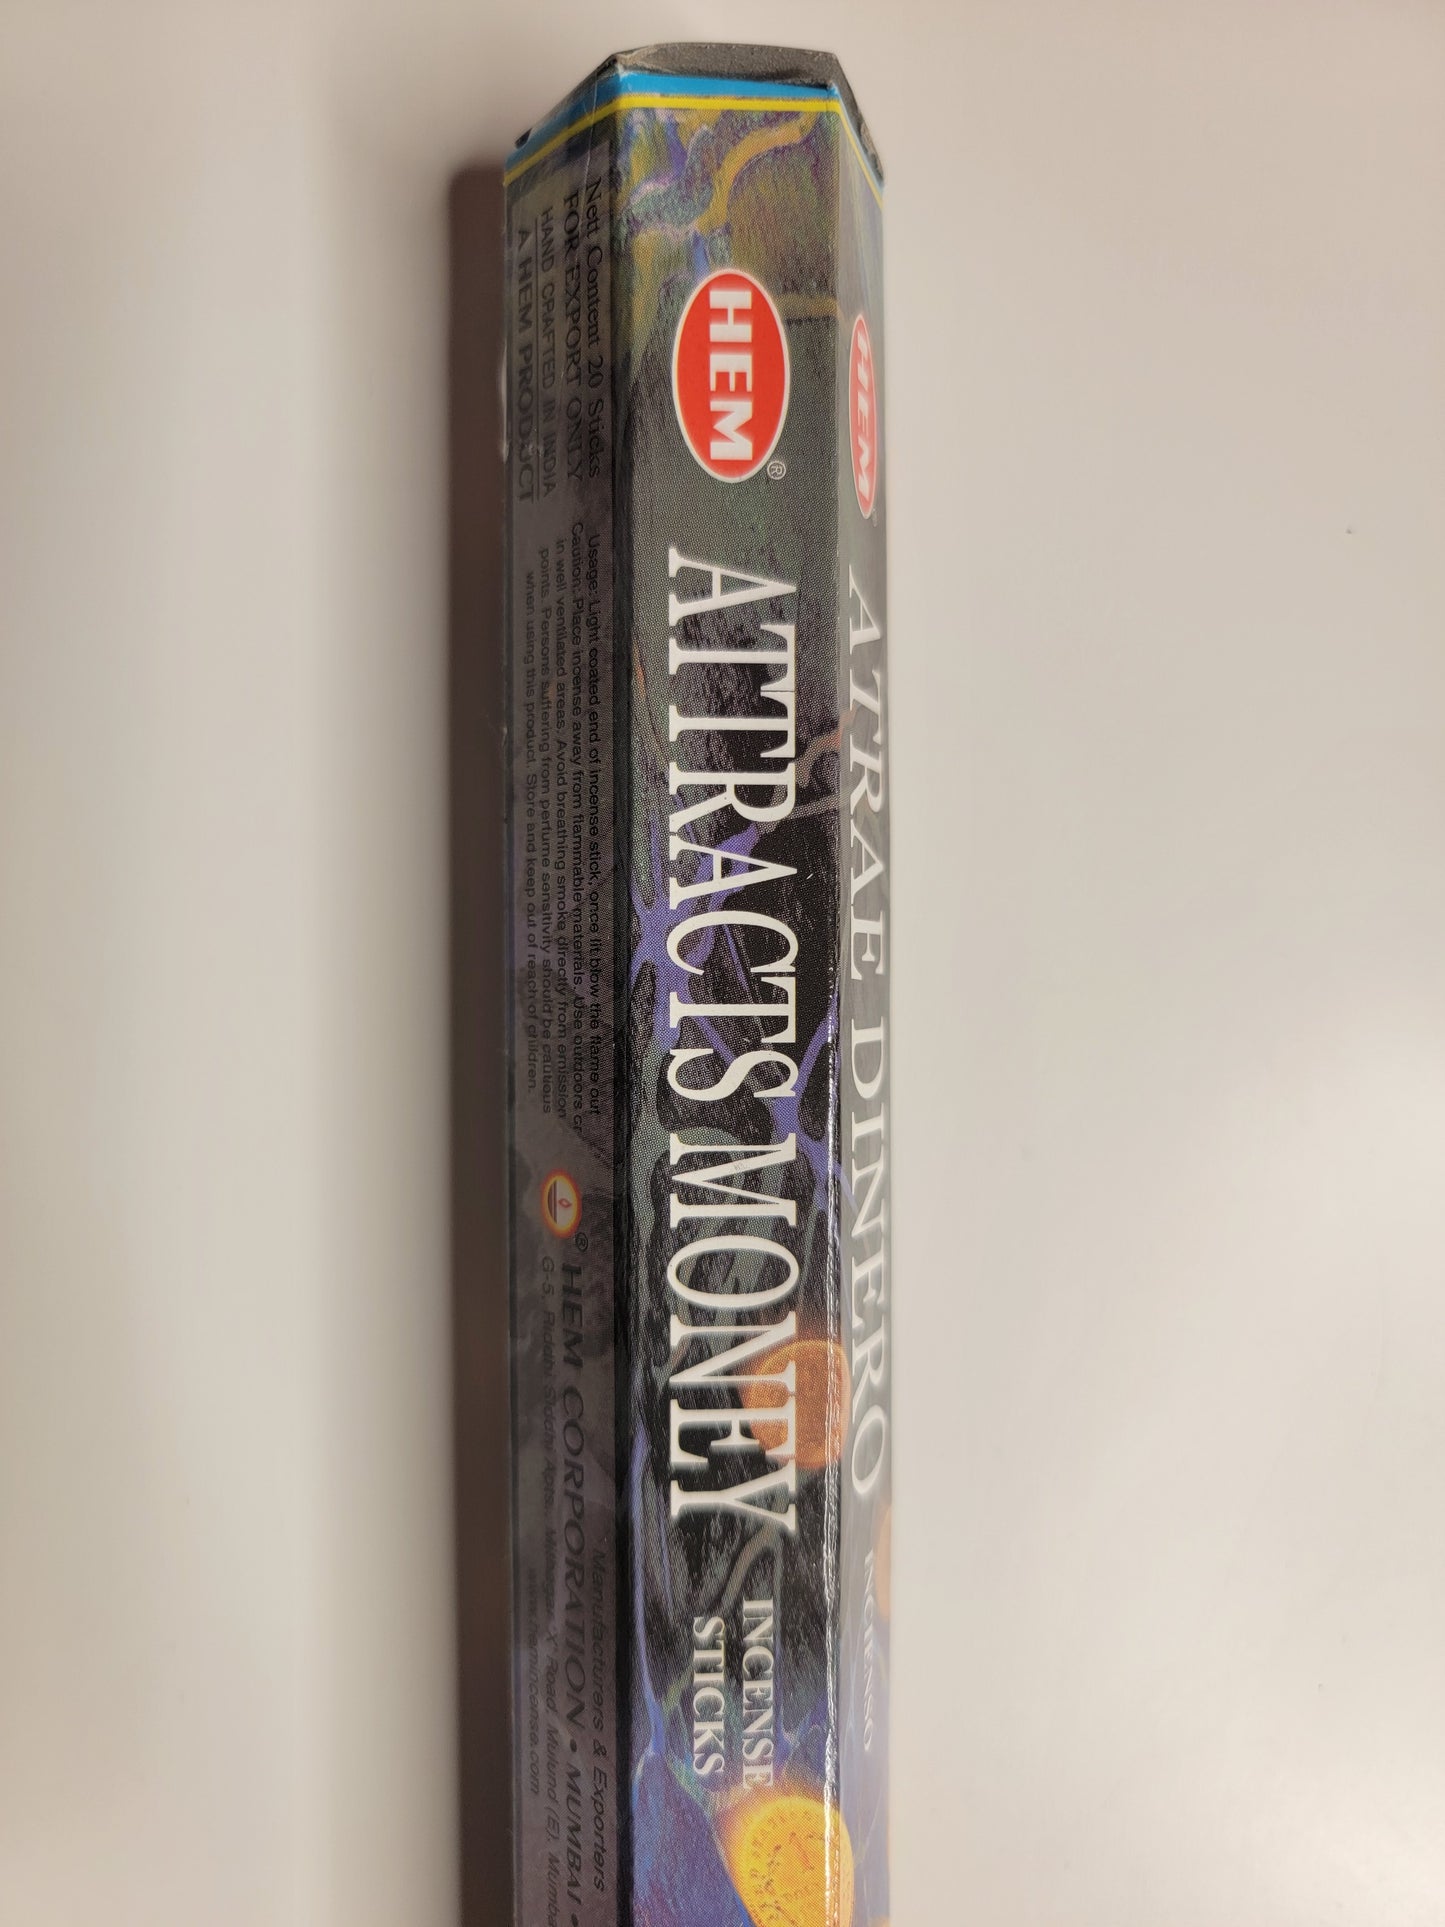 HEM®
ATTRACTS MONEY
INCENSE
STICKS
HEM
ATRAE DINERO
INCIENSO
Nett Content 20 Sticks
FOR EXPORT ONLY
HAND CRAFTED IN INDIA
A HEM PRODUCT
Usage: Light coated end of incense stick, once lit blow the flame out
Caution: Place incense away from flammable materials. Use outdoors or
in well ventilated areas. Avoid breathing smoke directly from emission
points. Persons suffering from perfume sensitivity should be cautious
when using this product. Store and keep out of reach of children.
Manufacturers & Exporters
® HEM CORPORATION • MUMBAI •
G-5, Road, Mulund (E),